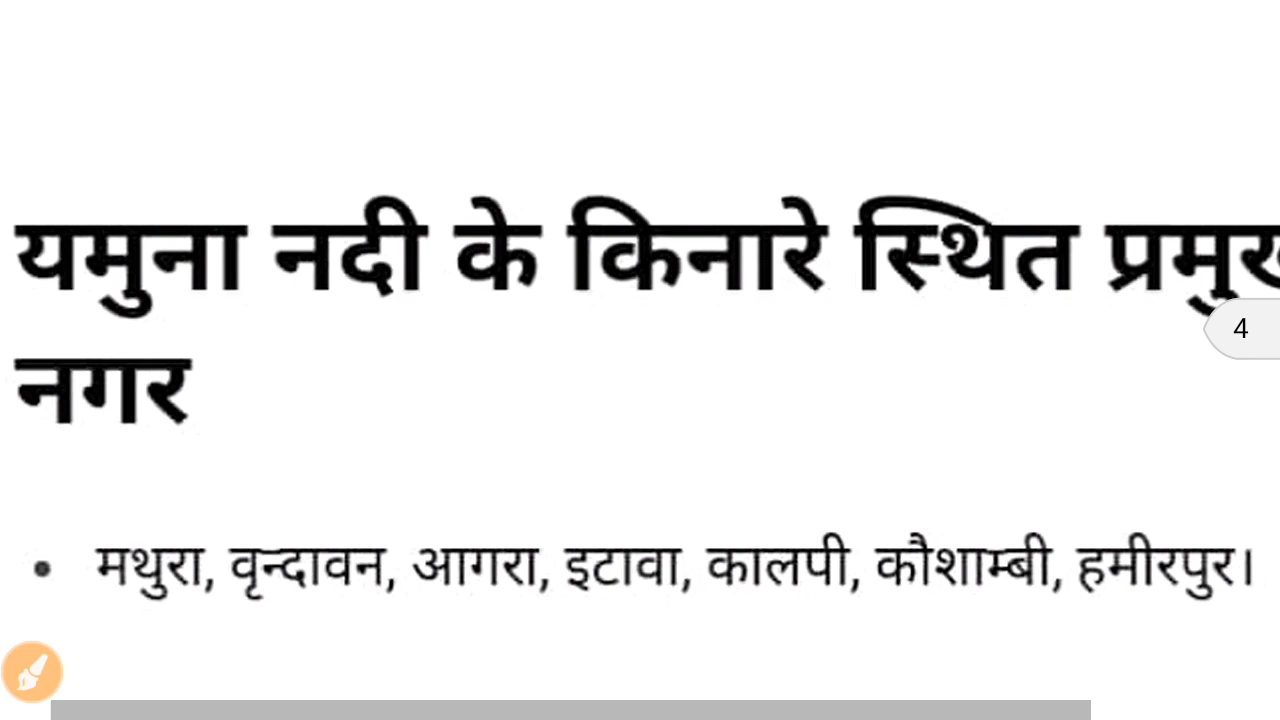 यमुना नदी के किनारे स्थित प्रमुख
4
नगर
• मथुरा, वृन्दावन, आगरा, इटावा, कालपी, कौशाम्बी, हमीरपुर।